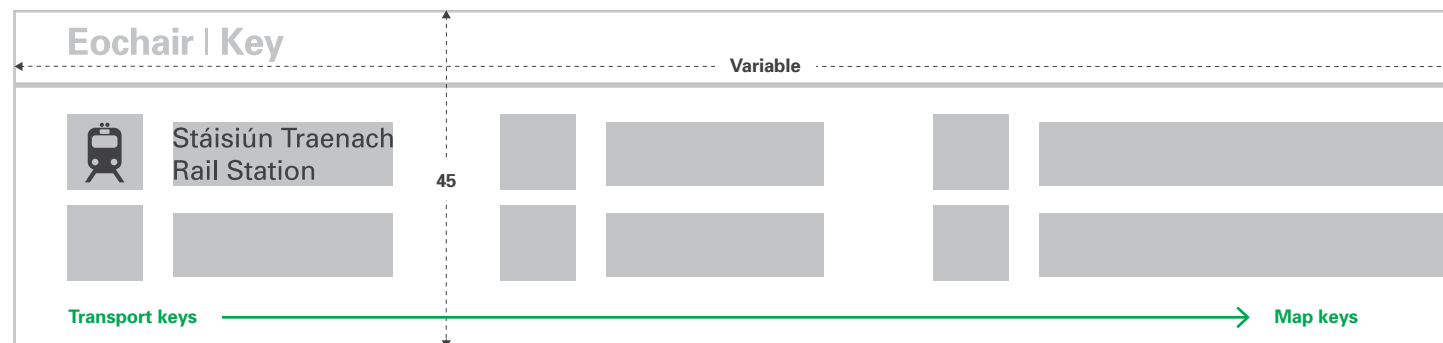 Eochair | Key
Variable
Stáisiún Traenach
Rail Station
45
Transport keys
Map keys